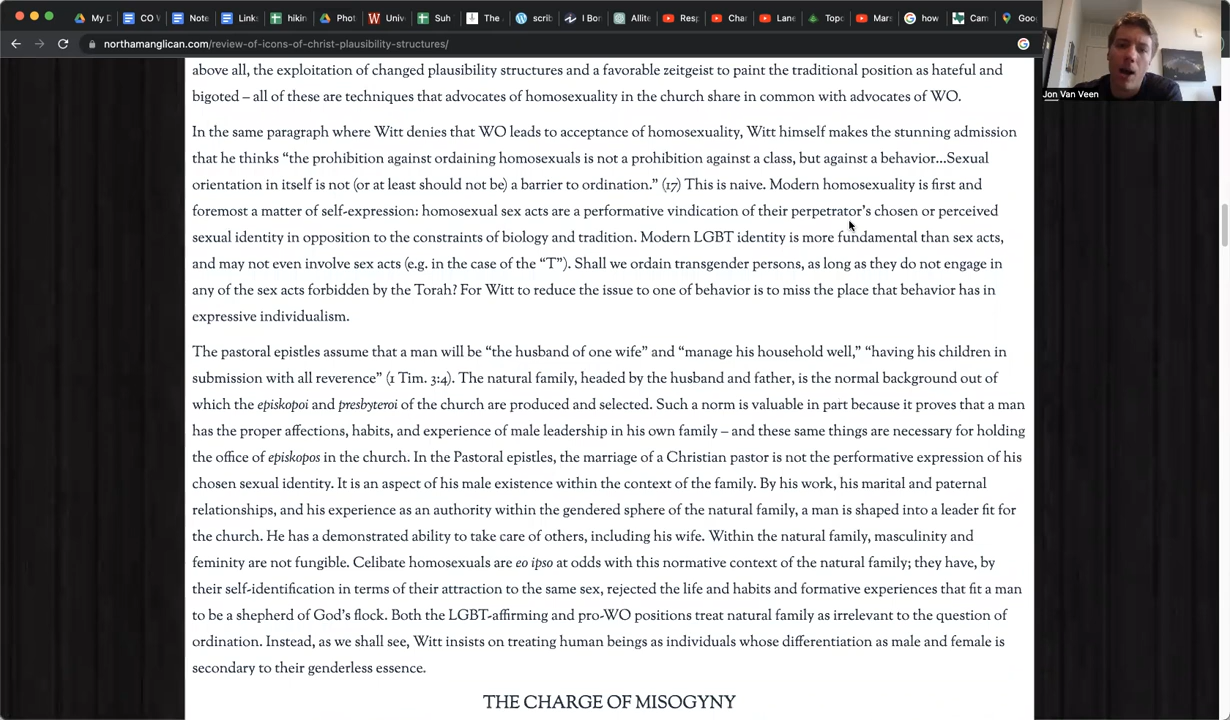 My D
CO V
Note
Link
hikin
Phot
Univ
Suh
The
scrib
I Bor
Allite
Resp
Cha
Lane
Topo
Mars
how
Cam
Goo
northamanglican.com/review-of-icons-of-christ-plausibility-structures/
Jon Van Veen
above all, the exploitation of changed plausibility structures and a favorable zeitgeist to paint the traditional position as hateful and
bigoted – all of these are techniques that advocates of homosexuality in the church share in common with advocates of WO.
In the same paragraph where Witt denies that WO leads to acceptance of homosexuality, Witt himself makes the stunning admission
that he thinks “the prohibition against ordaining homosexuals is not a prohibition against a class, but against a behavior...Sexual
orientation in itself is not (or at least should not be) a barrier to ordination.” (17) This is naive. Modern homosexuality is first and
foremost a matter of self-expression: homosexual sex acts are a performative vindication of their perpetrator’s chosen or perceived
sexual identity in opposition to the constraints of biology and tradition. Modern LGBT identity is more fundamental than sex acts,
and may not even involve sex acts (e.g. in the case of the “T”). Shall we ordain transgender persons, as long as they do not engage in
any of the sex acts forbidden by the Torah? For Witt to reduce the issue to one of behavior is to miss the place that behavior has in
expressive individualism.
The pastoral epistles assume that a man will be “the husband of one wife” and “manage his household well,” “having his children in
submission with all reverence” (1 Tim. 3:4). The natural family, headed by the husband and father, is the normal background out of
which the episkopoi and presbyteroi of the church are produced and selected. Such a norm is valuable in part because it proves that a man
has the proper affections, habits, and experience of male leadership in his own family – and these same things are necessary for holding
the office of episkopos in the church. In the Pastoral epistles, the marriage of a Christian pastor is not the performative expression of his
chosen sexual identity. It is an aspect of his male existence within the context of the family. By his work, his marital and paternal
relationships, and his experience as an authority within the gendered sphere of the natural family, a man is shaped into a leader fit for
the church. He has a demonstrated ability to take care of others, including his wife. Within the natural family, masculinity and
feminity are not fungible. Celibate homosexuals are eo ipso at odds with this normative context of the natural family; they have, by
their self-identification in terms of their attraction to the same sex, rejected the life and habits and formative experiences that fit a man
to be a shepherd of God’s flock. Both the LGBT-affirming and pro-WO positions treat natural family as irrelevant to the question of
ordination. Instead, as we shall see, Witt insists on treating human beings as individuals whose differentiation as male and female is
secondary to their genderless essence.
THE CHARGE OF MISOGYNY